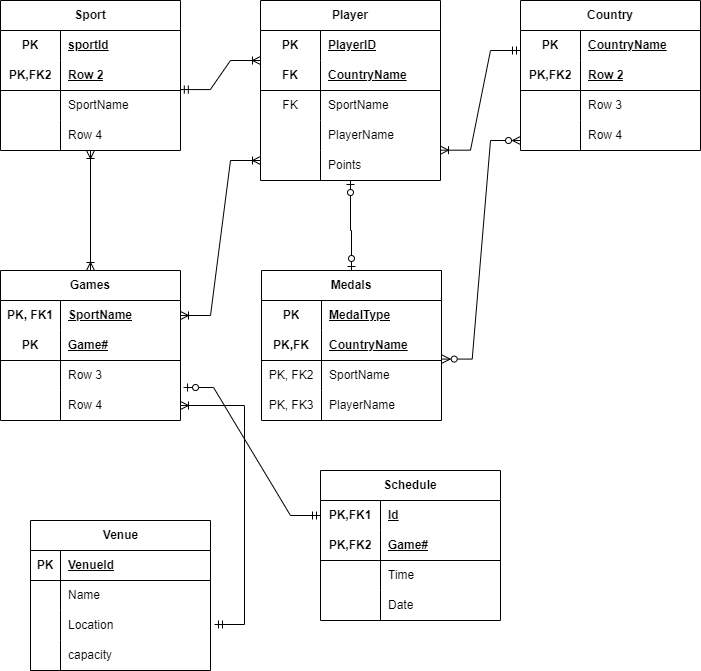 Sport
PK sportId
PK,FK2 Row 2
SportName
Row 4
Player
PK PlayerID
FK CountryName
FK SportName
PlayerName
Points
Country
PK CountryName
PK,FK2 Row 2
Row 3
Row 4
Games
PK, FK1 SportName
PK Game#
Row 3
Row 4
Medals
PK MedalType
PK,FK CountryName
PK, FK2 SportName
PK, FK3 PlayerName
Schedule
PK,FK1 Id
PK,FK2 Game#
Time
Date
Venue
PK VenueId
Name
Location
capacity